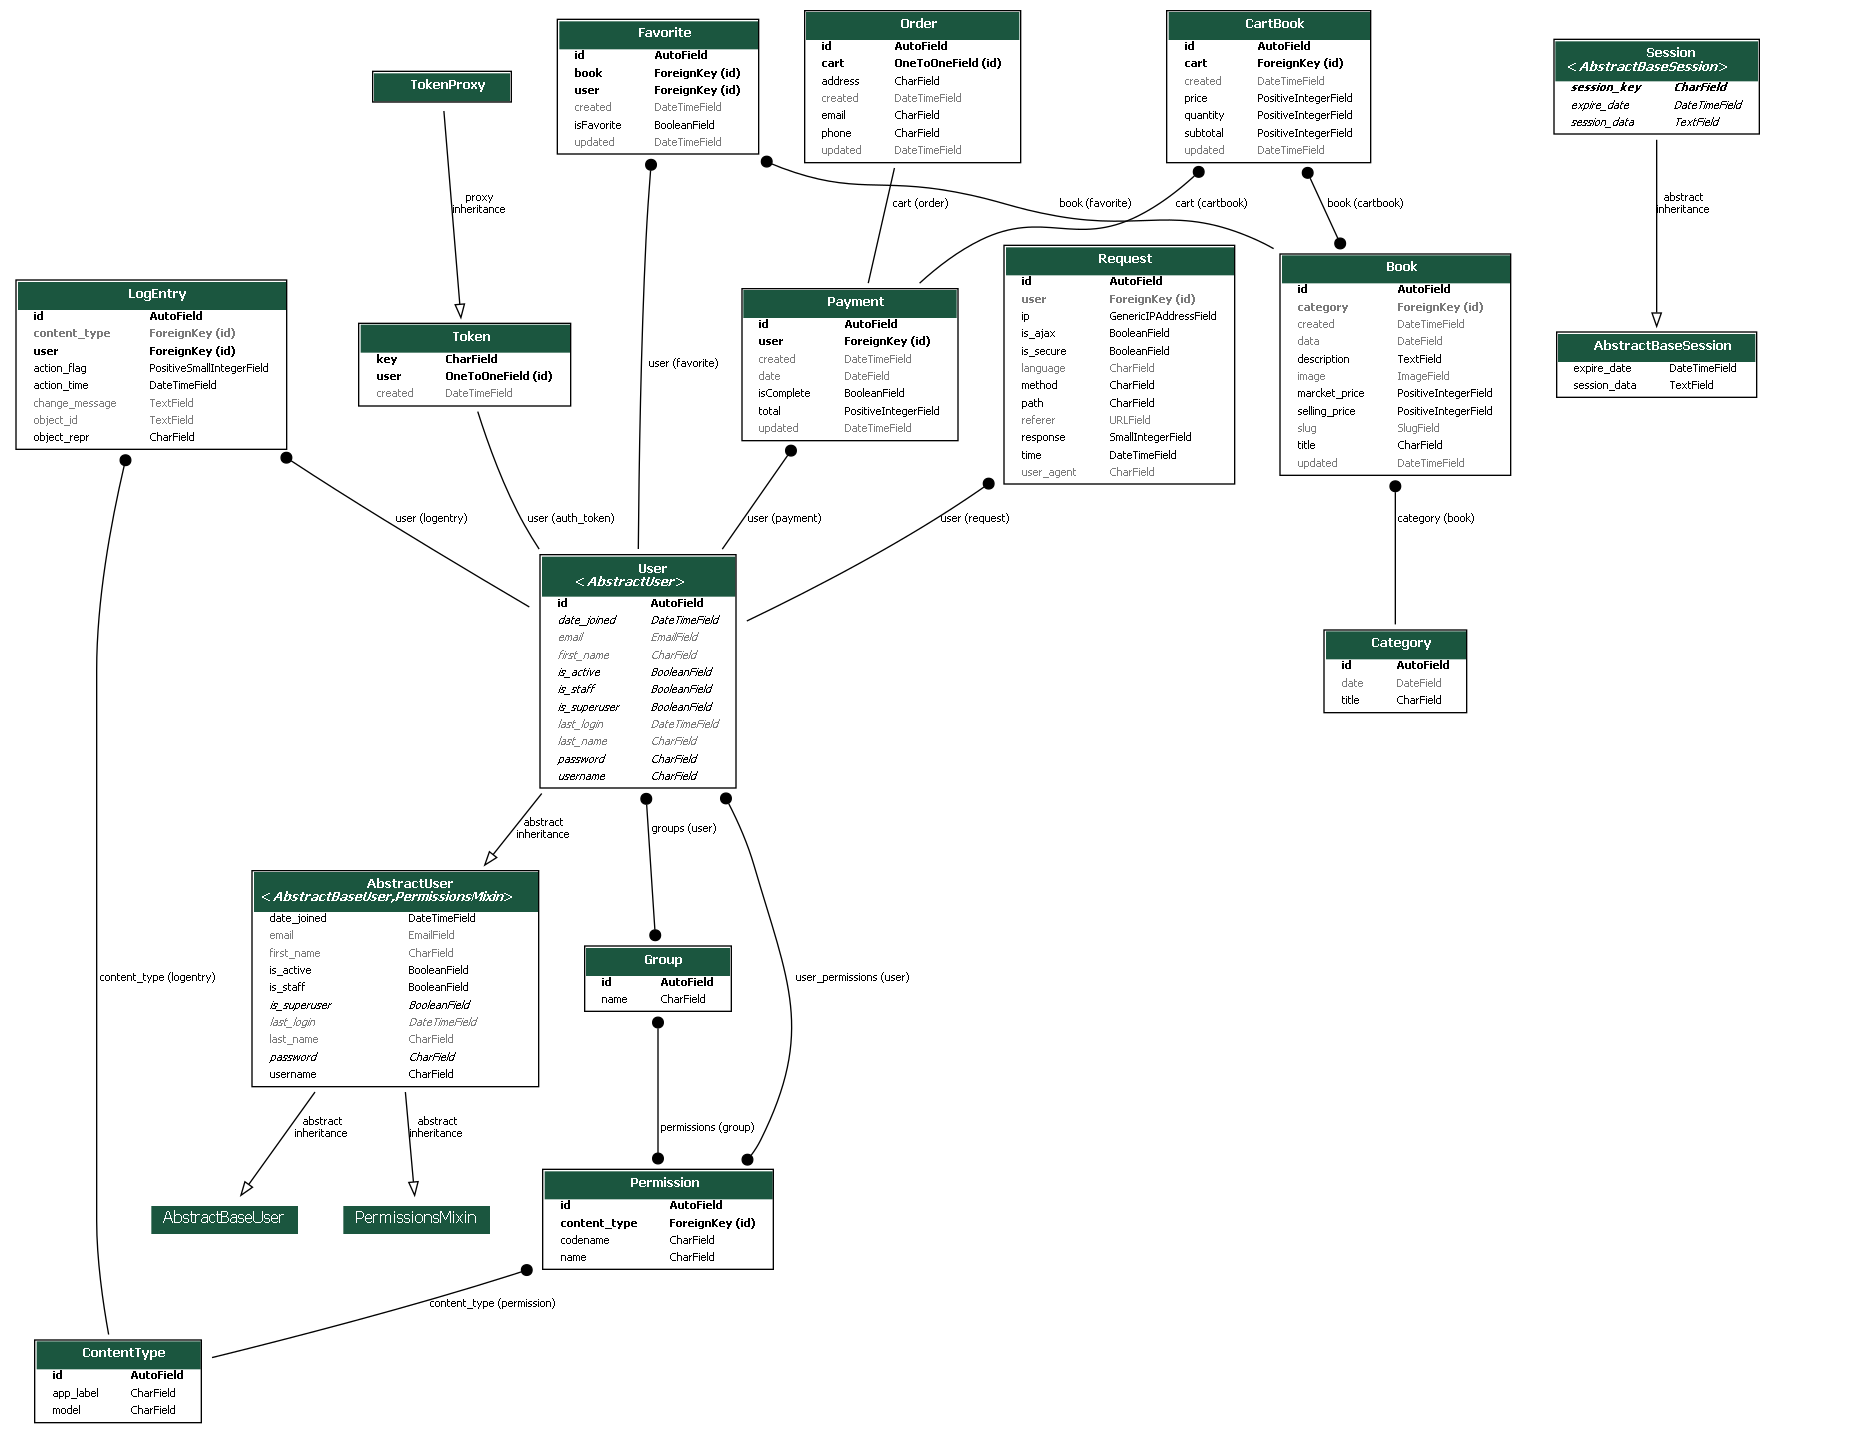 Favorite
id AutoField
book ForeignKey (id)
user ForeignKey (id)
created DateTimeField
isFavorite BooleanField
updated DateTimeField
Order
id AutoField
cart OneToOneField (id)
address CharField
created DateTimeField
email CharField
phone CharField
updated DateTimeField
CartBook
id AutoField
cart ForeignKey (id)
created DateTimeField
price PositiveIntegerField
quantity PositiveIntegerField
subtotal PositiveIntegerField
updated DateTimeField
Session
<AbstractBaseSession>
session_key CharField
expire_date DateTimeField
session_data TextField
TokenProxy
proxy
inheritance
cart (order)
book (favorite)
cart (cartbook)
book (cartbook)
abstract
inheritance
LogEntry
id AutoField
content_type ForeignKey (id)
user ForeignKey (id)
action_flag PositiveSmallIntegerField
action_time DateTimeField
change_message TextField
object_id TextField
object_repr CharField
Token
key CharField
user OneToOneField (id)
created DateTimeField
user (favorite)
Payment
id AutoField
user ForeignKey (id)
created DateTimeField
date DateField
isComplete BooleanField
total PositiveIntegerField
updated DateTimeField
Request
id AutoField
user ForeignKey (id)
ip GenericIPAddressField
is_ajax BooleanField
is_secure BooleanField
language CharField
method CharField
path CharField
referer URLField
response SmallIntegerField
time DateTimeField
user_agent CharField
Book
id AutoField
category ForeignKey (id)
created DateTimeField
data DateField
description TextField
image ImageField
marcket_price PositiveIntegerField
selling_price PositiveIntegerField
slug SlugField
title CharField
updated DateTimeField
AbstractBaseSession
expire_date DateTimeField
session_data TextField
user (logentry)
user (auth_token)
user (payment)
user (request)
category (book)
User
<AbstractUser>
id AutoField
date_joined DateTimeField
email EmailField
first_name CharField
is_active BooleanField
is_staff BooleanField
is_superuser BooleanField
last_login DateTimeField
last_name CharField
password CharField
username CharField
Category
id AutoField
date DateField
title CharField
abstract
inheritance
groups (user)
AbstractUser
<AbstractBaseUser,PermissionsMixin>
date_joined DateTimeField
email EmailField
first_name CharField
is_active BooleanField
is_staff BooleanField
is_superuser BooleanField
last_login DateTimeField
last_name CharField
password CharField
username CharField
Group
id AutoField
name CharField
content_type (logentry)
user_permissions (user)
abstract
inheritance
abstract
inheritance
permissions (group)
AbstractBaseUser
PermissionsMixin
Permission
id AutoField
content_type ForeignKey (id)
codename CharField
name CharField
content_type (permission)
ContentType
id AutoField
app_label CharField
model CharField